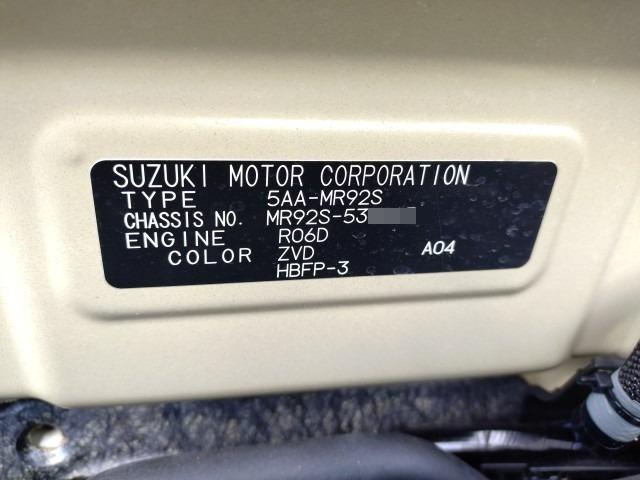 SUZUKI MOTOR CORPORATION
TYPE 5AA-MR92S
CHASSIS NO. MR92S-53
ENGINE R06D A04
COLOR ZVD
HBFP-3